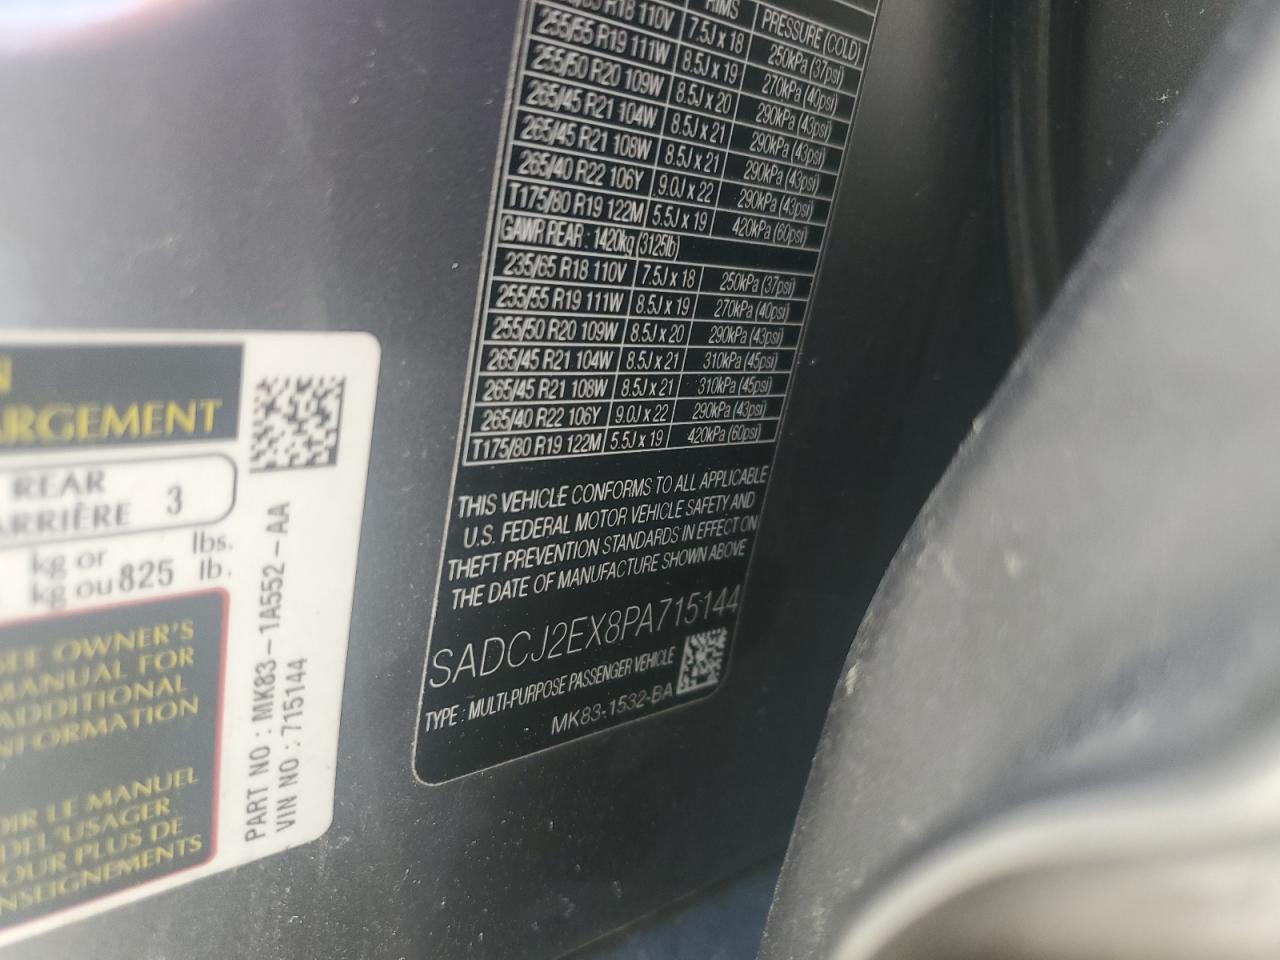 RIMS PRESSURE (COLD)
R18 110V 7.5J x 18 250kPa (37psi)
255/55 R19 111W 8.5J x 19 270kPa (40psi)
255/50 R20 109W 8.5J x 20 290kPa (43psi)
265/45 R21 104W 8.5J x 21 290kPa (43psi)
265/45 R21 108W 8.5J x 21 290kPa (43psi)
265/40 R22 106Y 9.0J x 22 290kPa (43psi)
T175/80 R19 122M 5.5J x 19 420kPa (60psi)
GAWR REAR : 1420kg (3125lb)
235/65 R18 110V 7.5J x 18 250kPa (37psi)
255/55 R19 111W 8.5J x 19 270kPa (40psi)
255/50 R20 109W 8.5J x 20 290kPa (43psi)
265/45 R21 104W 8.5J x 21 310kPa (45psi)
265/45 R21 108W 8.5J x 21 310kPa (45psi)
265/40 R22 106Y 9.0J x 22 290kPa (43psi)
T175/80 R19 122M 5.5J x 19 420kPa (60psi)
THIS VEHICLE CONFORMS TO ALL APPLICABLE
U.S. FEDERAL MOTOR VEHICLE SAFETY AND
THEFT PREVENTION STANDARDS IN EFFECT ON
THE DATE OF MANUFACTURE SHOWN ABOVE
SADCJ2EX8PA715144
TYPE : MULTI-PURPOSE PASSENGER VEHICLE
MK83-1532-BA
N
ARGEMENT
REAR
ARRIÈRE 3
kg or lbs.
kg ou 825 lb.
SEE OWNER'S
MANUAL FOR
ADDITIONAL
INFORMATION
OIR LE MANUEL
DEL'USAGER
OUR PLUS DE
NSEIGNEMENTS
PART NO : MK83-1A552-AA
VIN NO : 715144